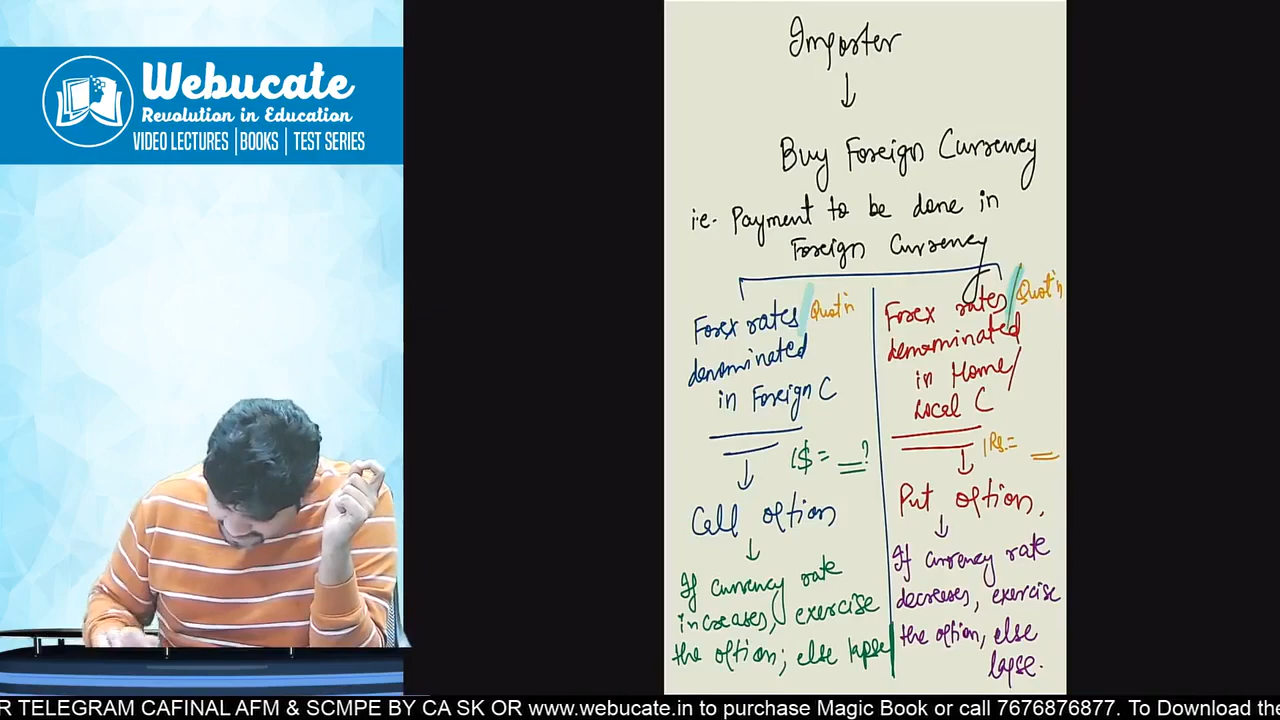 Webucate
Revolution in Education
VIDEO LECTURES | BOOKS | TEST SERIES
Importer
↓
Buy Foreign Currency
i.e. Payment to be done in
Foreign Currency
Forex rates / Quot'n
denominated
in Foreign C
1$ = __?
↓
Call option
↓
If currency rate
increases, exercise
the option; else lapse
Forex rates / Quot'n
denominated
in Home/
Local C
1Rs. = __
↓
Put option.
↓
If currency rate
decreases, exercise
the option, else
lapse.
R TELEGRAM CAFINAL AFM & SCMPE BY CA SK OR www.webucate.in to purchase Magic Book or call 7676876877. To Download the